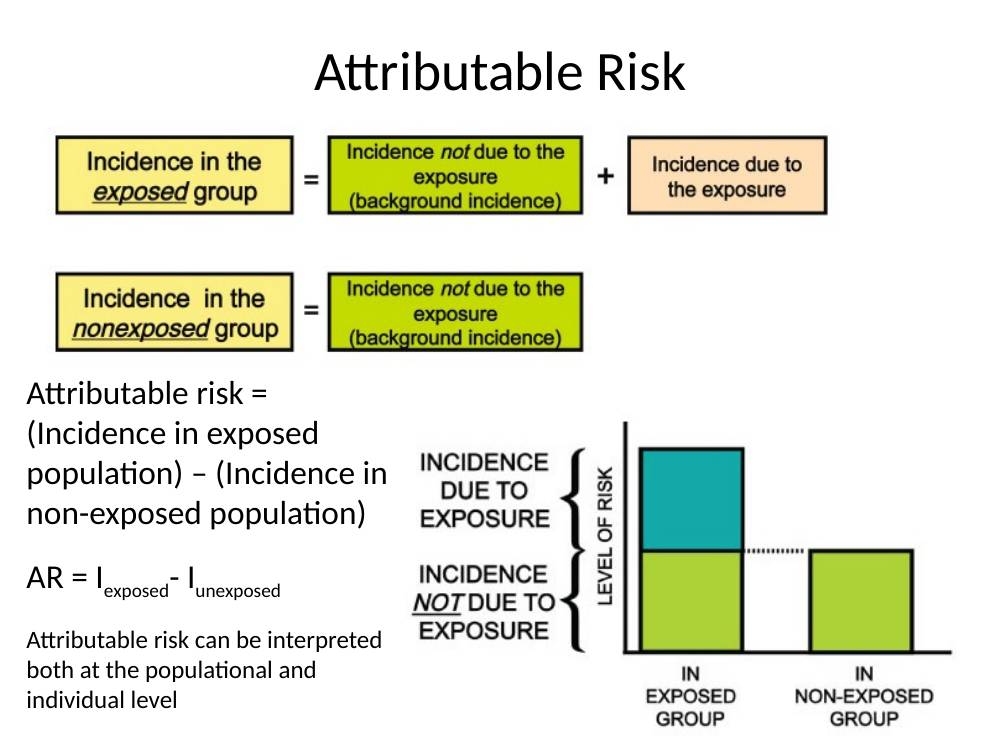 Attributable Risk
Incidence in the
exposed group
=
Incidence not due to the
exposure
(background incidence)
+
Incidence due to
the exposure
Incidence in the
nonexposed group
=
Incidence not due to the
exposure
(background incidence)
Attributable risk =
(Incidence in exposed
population) – (Incidence in
non-exposed population)
AR = Iexposed- Iunexposed
Attributable risk can be interpreted
both at the populational and
individual level
INCIDENCE
DUE TO
EXPOSURE
INCIDENCE
NOT DUE TO
EXPOSURE
LEVEL OF RISK
IN
EXPOSED
GROUP
IN
NON-EXPOSED
GROUP